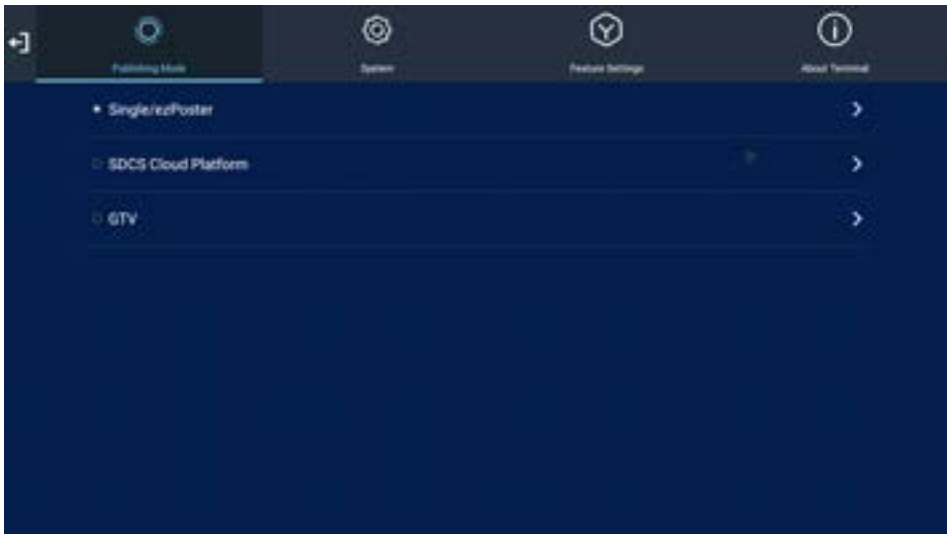 Publishing Mode
System
Feature Settings
About Terminal
Single/ezPoster
SDCS Cloud Platform
GTV